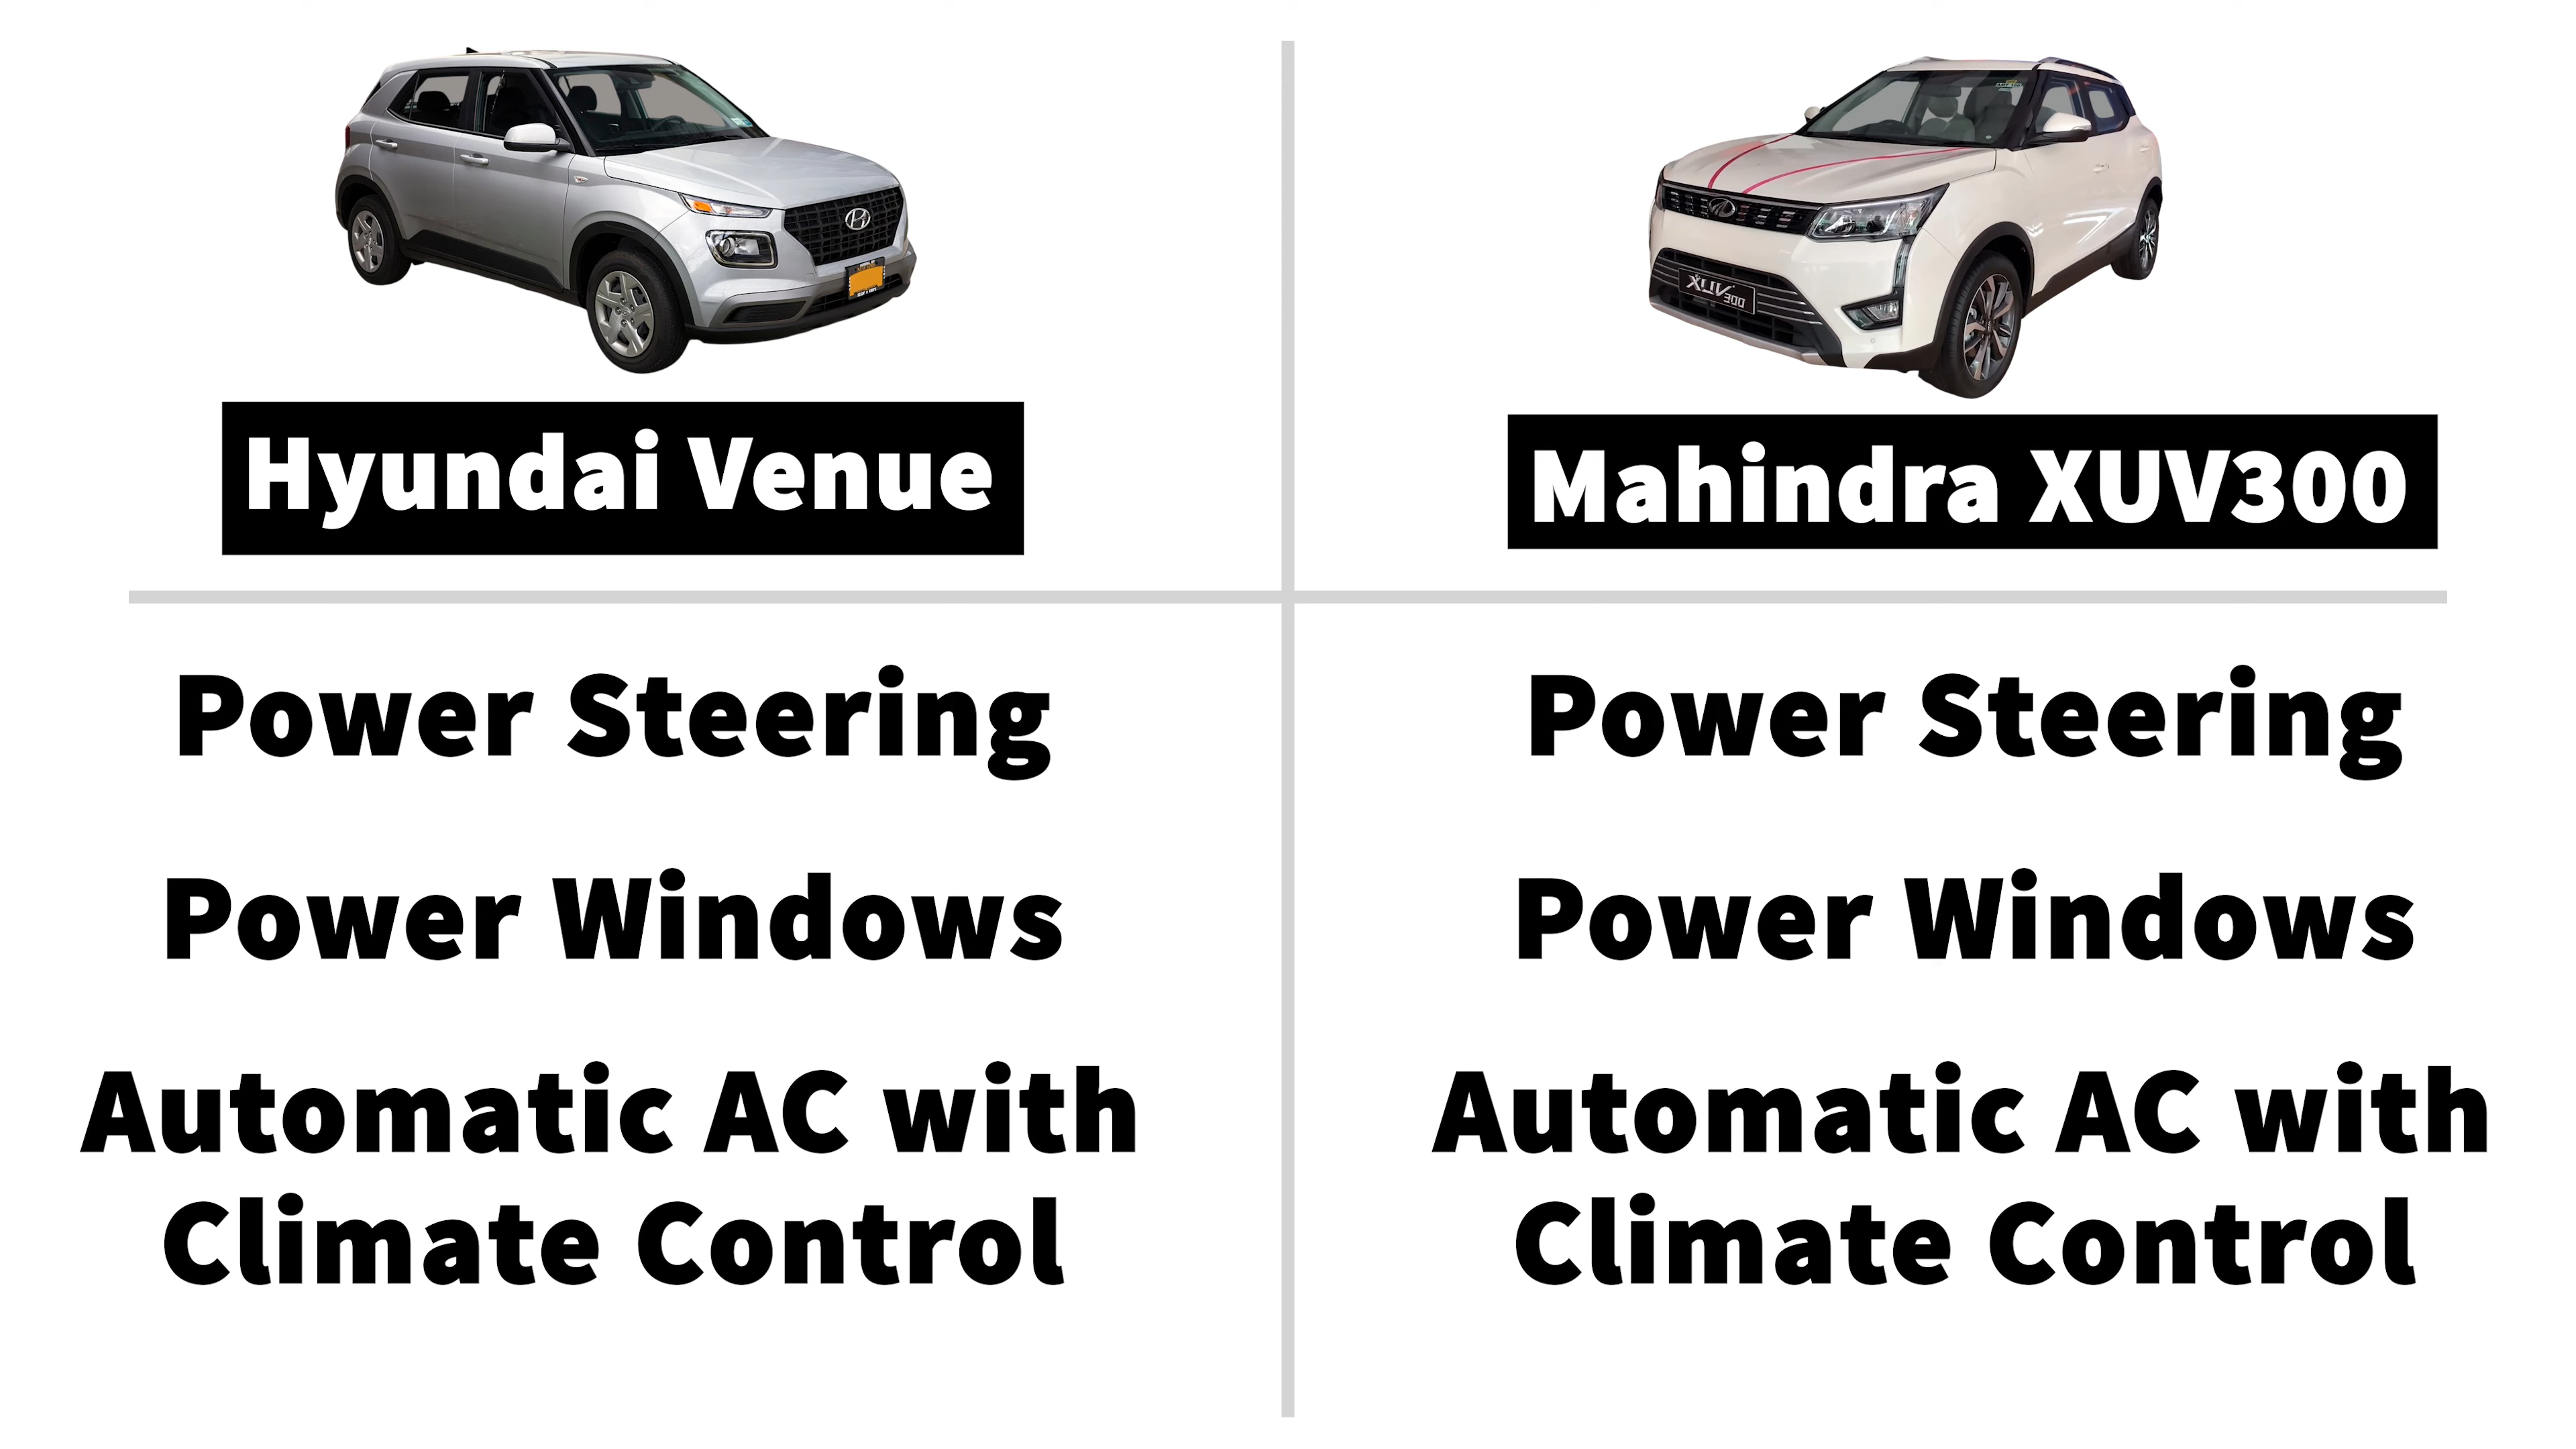 XUV300
Hyundai Venue
Mahindra XUV300
Power Steering
Power Steering
Power Windows
Power Windows
Automatic AC with
Climate Control
Automatic AC with
Climate Control